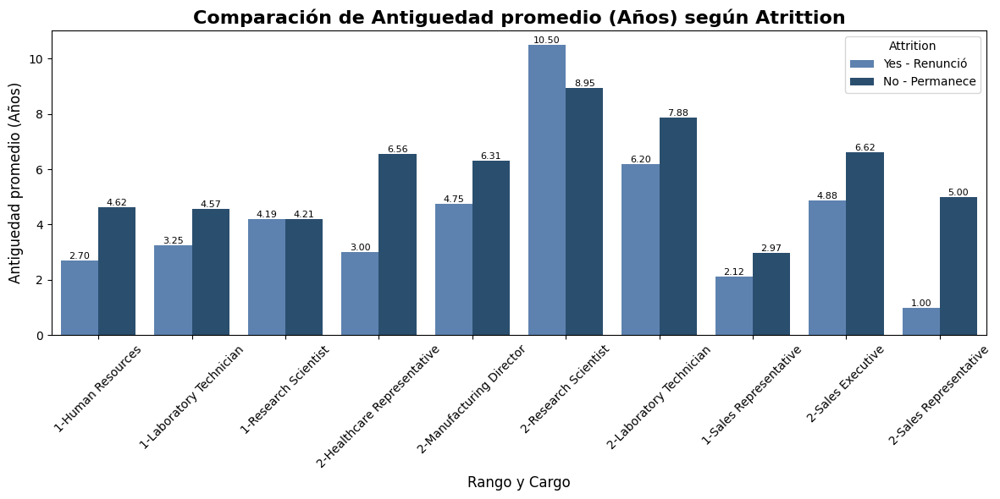 Comparación de Antiguedad promedio (Años) según Atrittion
Antiguedad promedio (Años)
10
8
6
4
2
0
Attrition
Yes - Renunció
No - Permanece
2.70
4.62
3.25
4.57
4.19
4.21
3.00
6.56
4.75
6.31
10.50
8.95
6.20
7.88
2.12
2.97
4.88
6.62
1.00
5.00
1-Human Resources
1-Laboratory Technician
1-Research Scientist
2-Healthcare Representative
2-Manufacturing Director
2-Research Scientist
2-Laboratory Technician
1-Sales Representative
2-Sales Executive
2-Sales Representative
Rango y Cargo